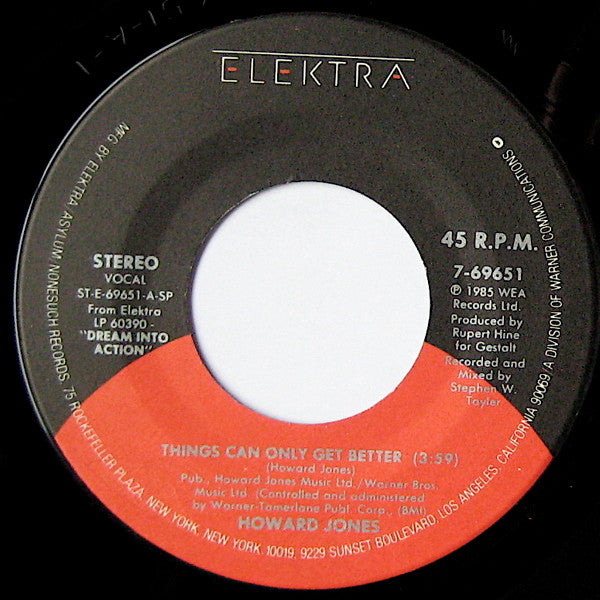 ELEKTRA
MFG. BY ELEKTRA/ASYLUM/NONESUCH RECORDS, 75 ROCKEFELLER PLAZA, NEW YORK, NEW YORK, 10019, 9229 SUNSET BOULEVARD, LOS ANGELES, CALIFORNIA 90069/A DIVISION OF WARNER COMMUNICATIONS
STEREO
VOCAL
ST-E-69651-A-SP
From Elektra
LP 60390 -
"DREAM INTO
ACTION"
45 R.P.M.
7-69651
℗ 1985 WEA
Records Ltd.
Produced by
Rupert Hine
for Gestalt
Recorded and
Mixed by
Stephen W.
Tayler
THINGS CAN ONLY GET BETTER (3:59)
(Howard Jones)
Pub., Howard Jones Music Ltd./Warner Bros.
Music Ltd. (Controlled and administered
by Warner-Tamerlane Publ. Corp., (BMI)
HOWARD JONES